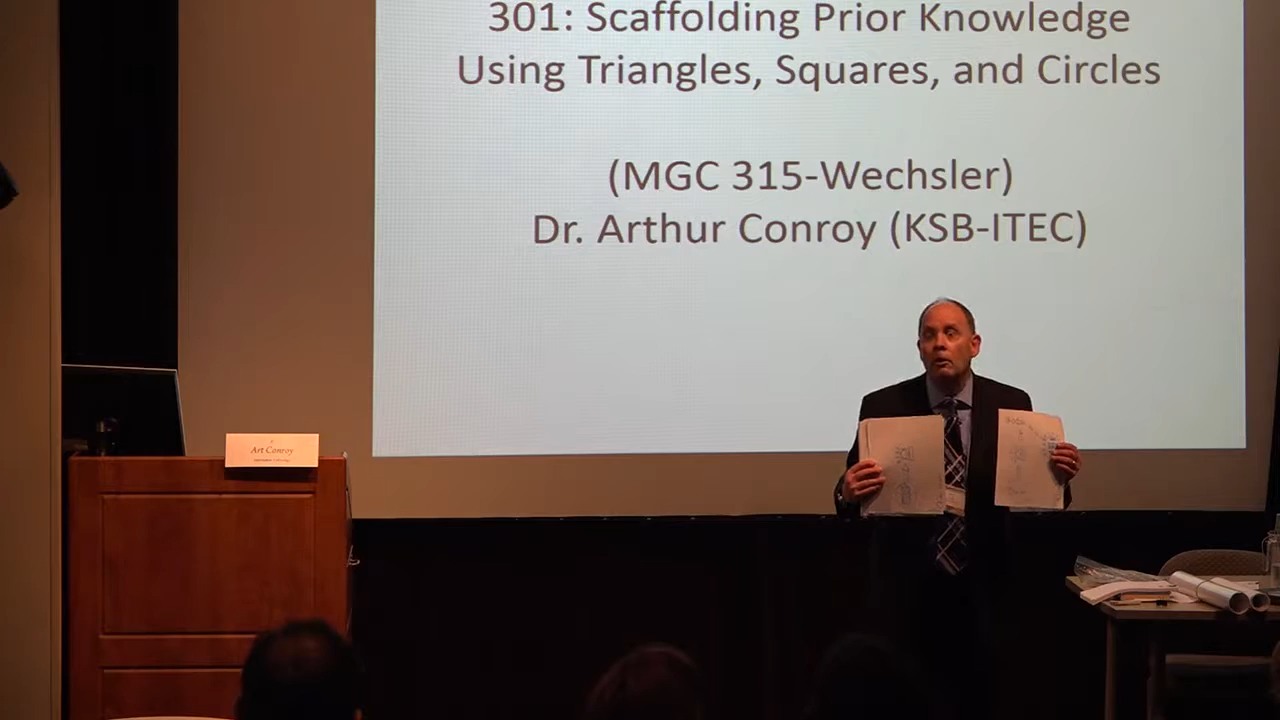 301: Scaffolding Prior Knowledge
Using Triangles, Squares, and Circles
(MGC 315-Wechsler)
Dr. Arthur Conroy (KSB-ITEC)
Art Conroy